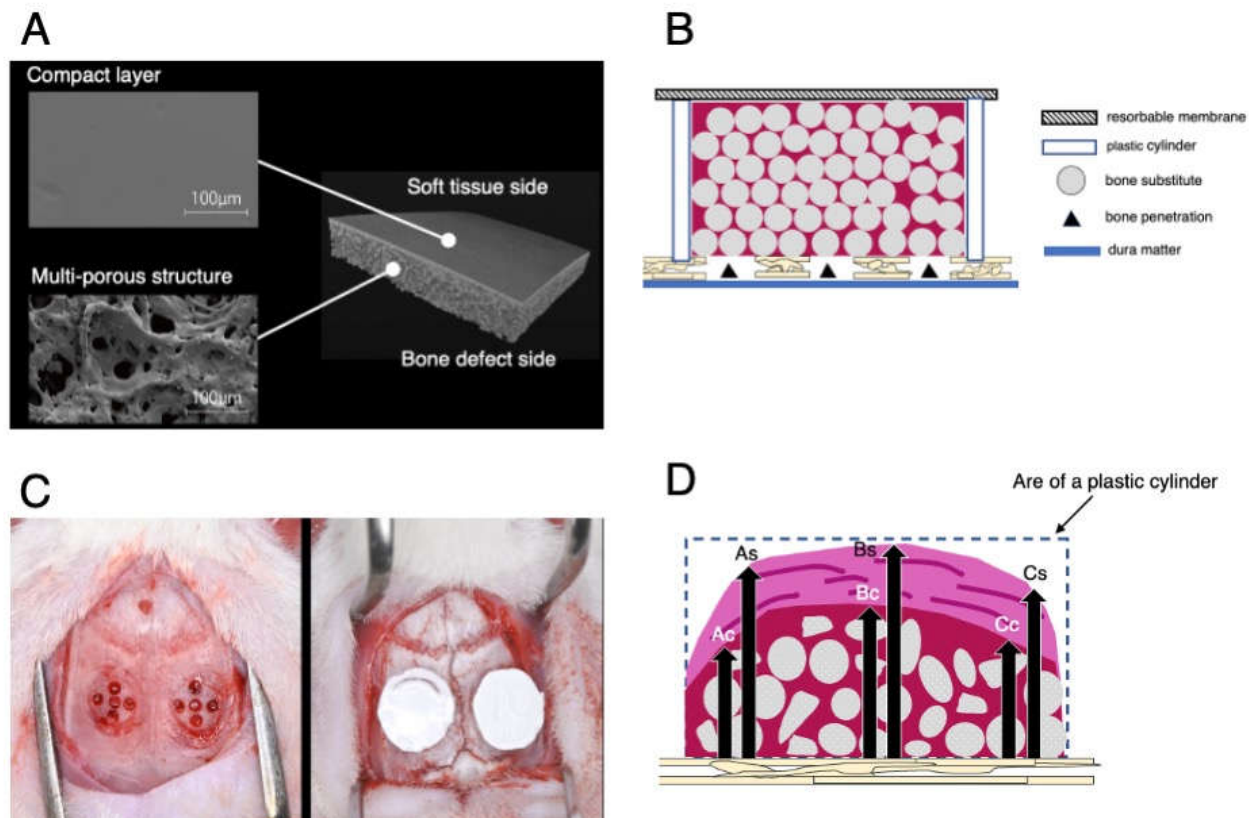 A
Compact layer
100μm
Soft tissue side
Multi-porous structure
100μm
Bone defect side
B
resorbable membrane
plastic cylinder
bone substitute
bone penetration
dura matter
C
D
Are of a plastic cylinder
As
Bs
Cs
Ac
Bc
Cc